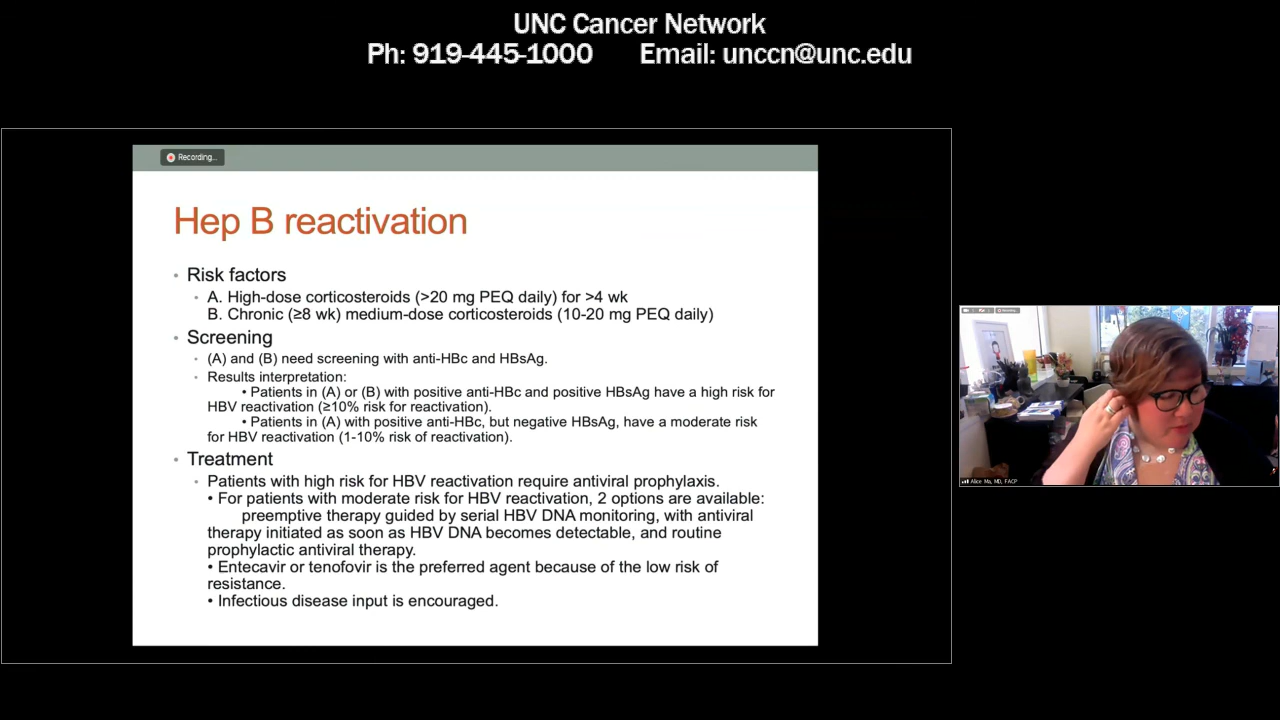 UNC Cancer Network
Ph: 919-445-1000 Email: unccn@unc.edu
Recording...
Hep B reactivation
• Risk factors
• A. High-dose corticosteroids (>20 mg PEQ daily) for >4 wk
B. Chronic (≥8 wk) medium-dose corticosteroids (10-20 mg PEQ daily)
• Screening
• (A) and (B) need screening with anti-HBc and HBsAg.
• Results interpretation:
• Patients in (A) or (B) with positive anti-HBc and positive HBsAg have a high risk for
HBV reactivation (≥10% risk for reactivation).
• Patients in (A) with positive anti-HBc, but negative HBsAg, have a moderate risk
for HBV reactivation (1-10% risk of reactivation).
• Treatment
• Patients with high risk for HBV reactivation require antiviral prophylaxis.
• For patients with moderate risk for HBV reactivation, 2 options are available:
preemptive therapy guided by serial HBV DNA monitoring, with antiviral
therapy initiated as soon as HBV DNA becomes detectable, and routine
prophylactic antiviral therapy.
• Entecavir or tenofovir is the preferred agent because of the low risk of
resistance.
• Infectious disease input is encouraged.
Alice Ma, MD, FACP